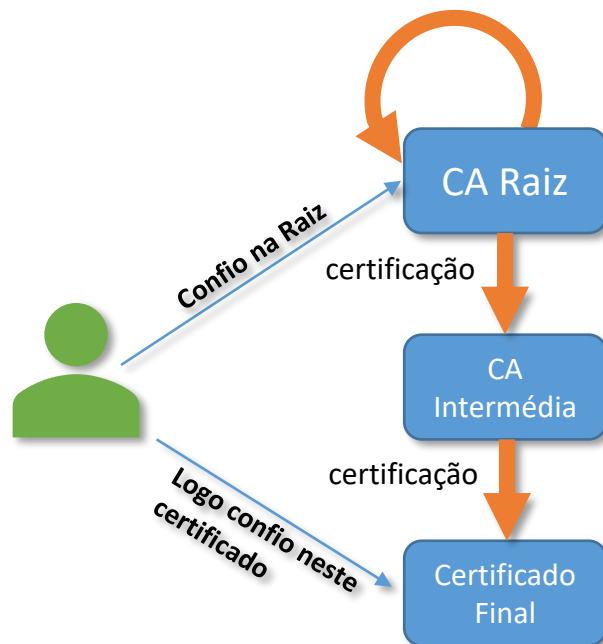 CA Raiz
Confio na Raiz
certificação
CA
Intermédia
certificação
Logo confio neste
certificado
Certificado
Final